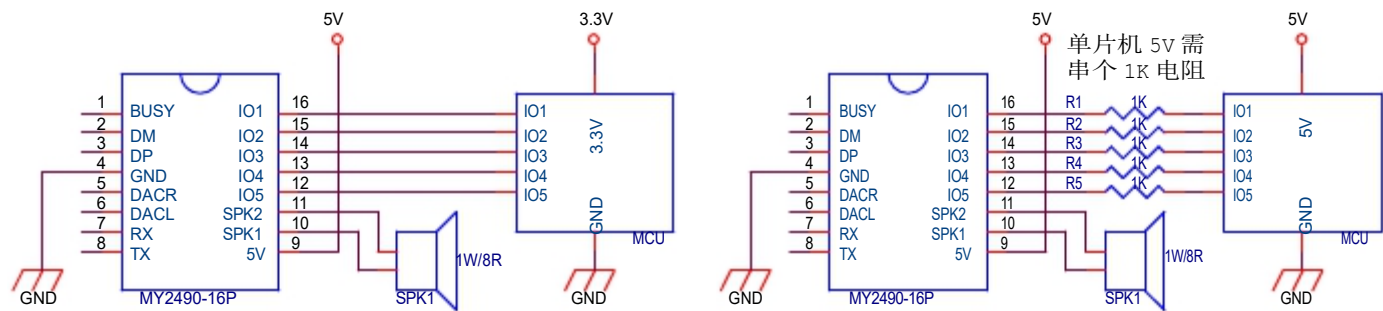 5V
3.3V
1 BUSY IO1 16 IO1
2 DM IO2 15 IO2
3 DP IO3 14 IO3
4 GND IO4 13 IO4
5 DACR IO5 12 IO5
6 DACL SPK2 11
7 RX SPK1 10
8 TX 5V 9
3.3V
GND
MCU
1W/8R
SPK1
GND
MY2490-16P
GND
5V
5V
单片机 5V 需
串个 1K 电阻
1 BUSY IO1 16 R1 1K IO1
2 DM IO2 15 R2 1K IO2
3 DP IO3 14 R3 1K IO3
4 GND IO4 13 R4 1K IO4
5 DACR IO5 12 R5 1K IO5
6 DACL SPK2 11
7 RX SPK1 10
8 TX 5V 9
5V
GND
MCU
1W/8R
SPK1
GND
MY2490-16P
GND